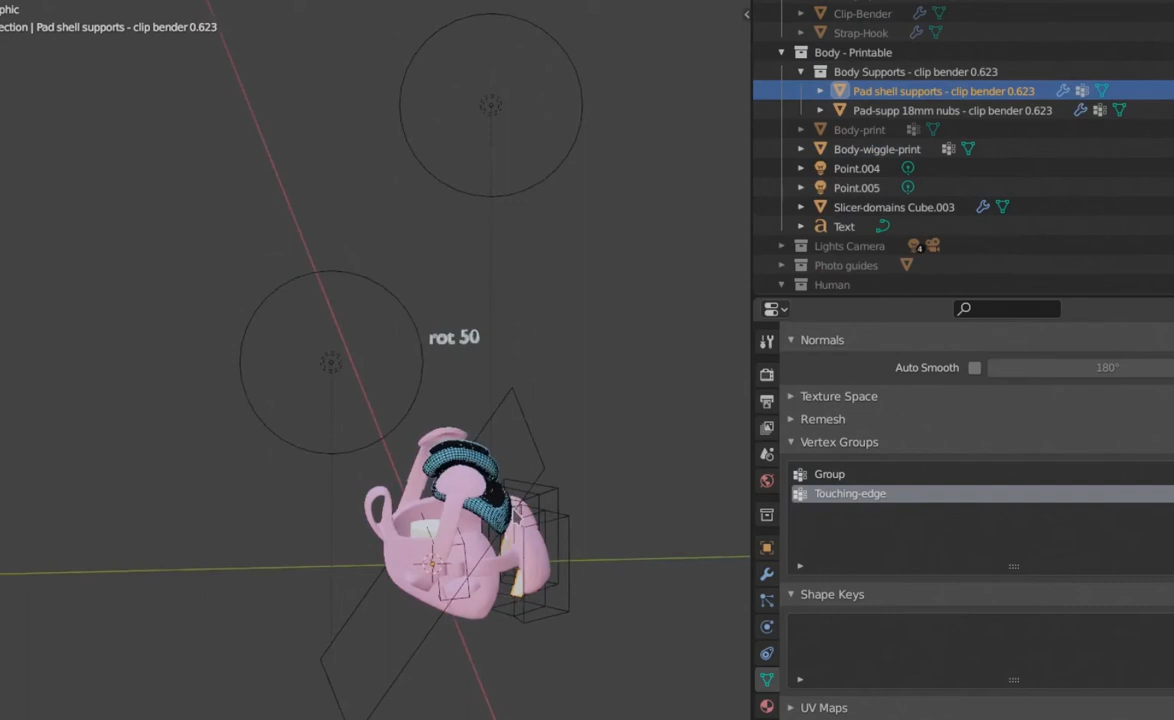 phic
ection | Pad shell supports - clip bender 0.623
rot 50
Clip-Bender
Strap-Hook
Body - Printable
Body Supports - clip bender 0.623
Pad shell supports - clip bender 0.623
Pad-supp 18mm nubs - clip bender 0.623
Body-print
Body-wiggle-print
Point.004
Point.005
Slicer-domains Cube.003
Text
Lights Camera
4
Photo guides
Human
Normals
Auto Smooth 180°
Texture Space
Remesh
Vertex Groups
Group
Touching-edge
Shape Keys
UV Maps